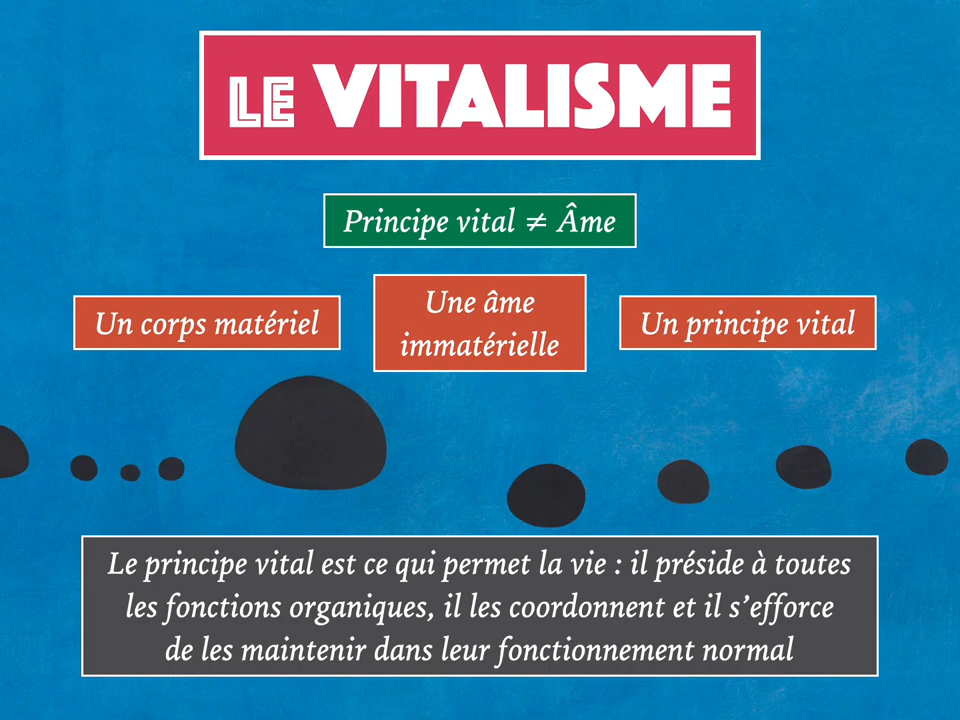 LE VITALISME
Principe vital ≠ Âme
Un corps matériel
Une âme
immatérielle
Un principe vital
Le principe vital est ce qui permet la vie : il préside à toutes
les fonctions organiques, il les coordonnent et il s’efforce
de les maintenir dans leur fonctionnement normal